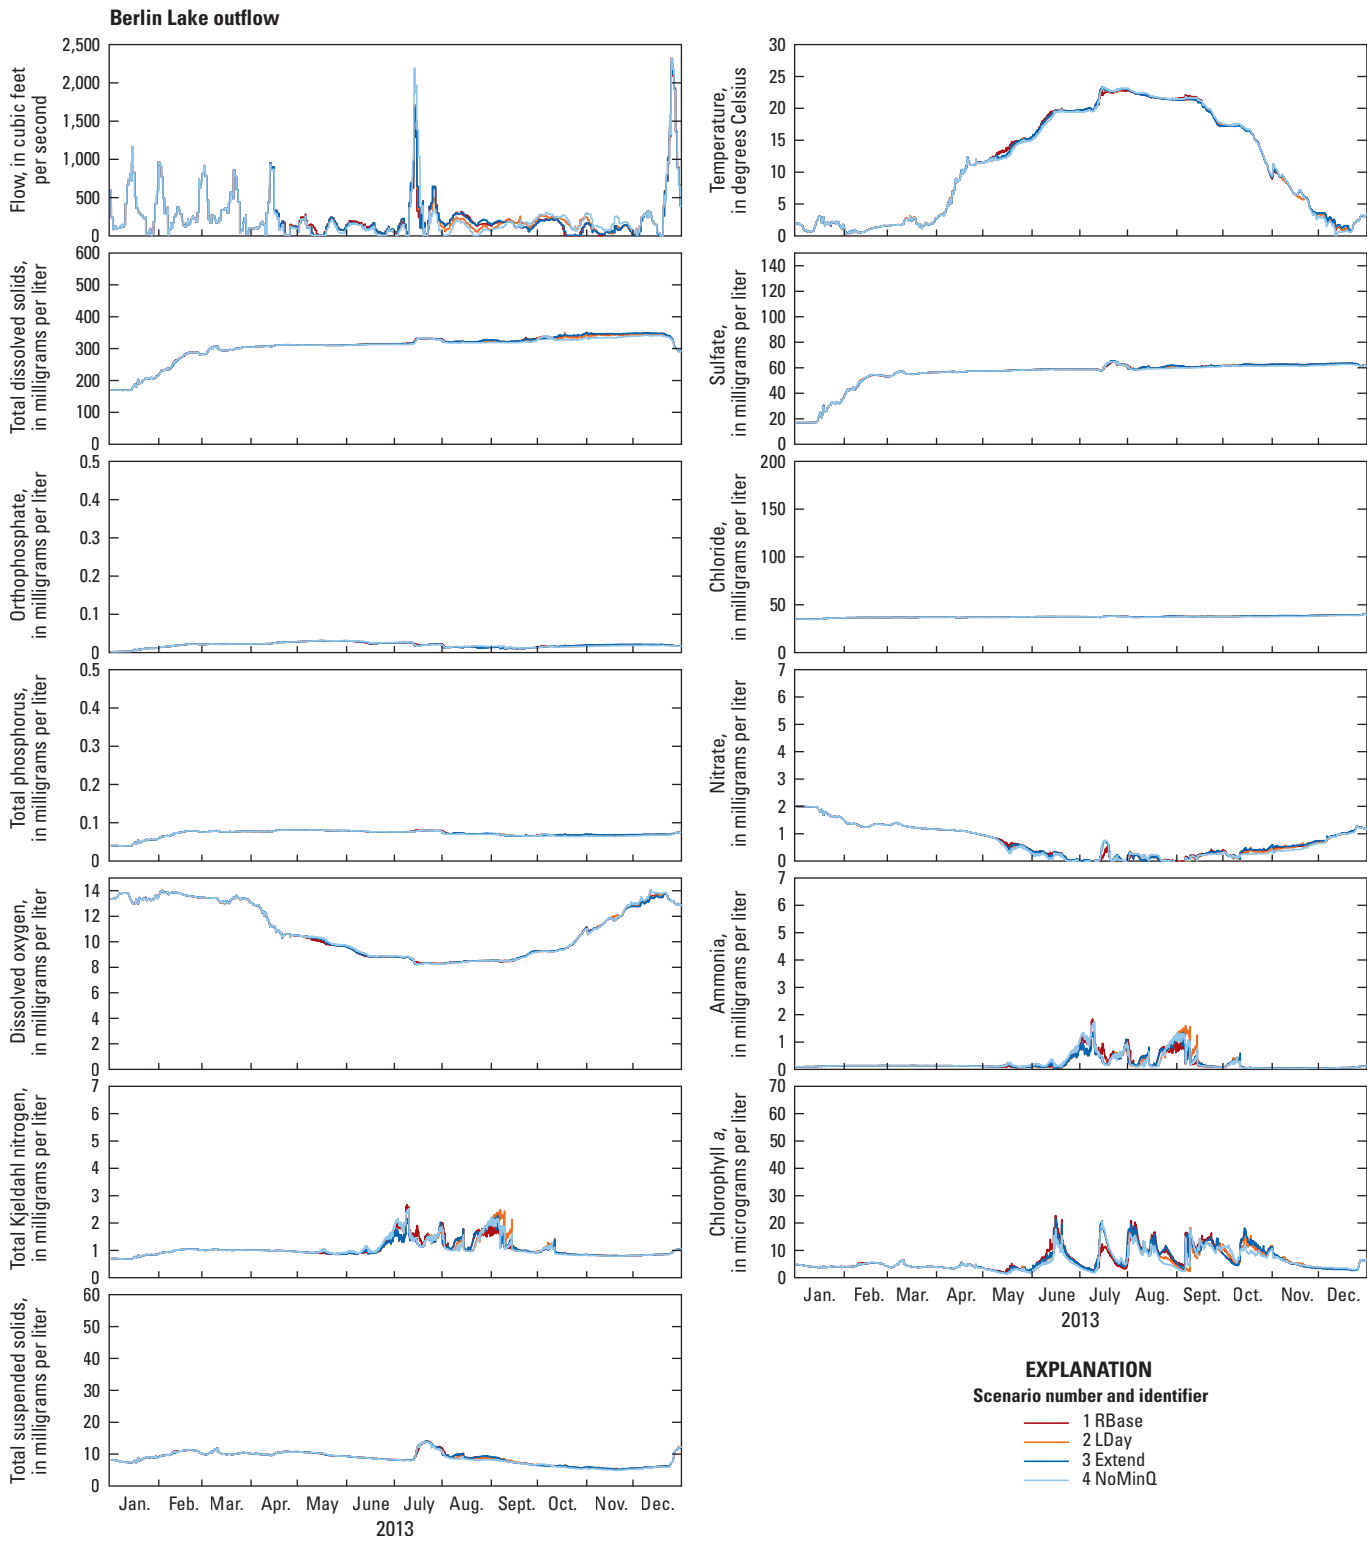 Berlin Lake outflow
Flow, in cubic feet
per second
2,500
2,000
1,500
1,000
500
0
Temperature,
in degrees Celsius
30
25
20
15
10
5
0
Total dissolved solids,
in milligrams per liter
600
500
400
300
200
100
0
Sulfate,
in milligrams per liter
140
120
100
80
60
40
20
0
Orthophosphate,
in milligrams per liter
0.5
0.4
0.3
0.2
0.1
0
Chloride,
in milligrams per liter
200
150
100
50
0
Total phosphorus,
in milligrams per liter
0.5
0.4
0.3
0.2
0.1
0
Nitrate,
in milligrams per liter
7
6
5
4
3
2
1
0
Dissolved oxygen,
in milligrams per liter
14
12
10
8
6
4
2
0
Ammonia,
in milligrams per liter
7
6
5
4
3
2
1
0
Total Kjeldahl nitrogen,
in milligrams per liter
7
6
5
4
3
2
1
0
Chlorophyll a,
in micrograms per liter
70
60
50
40
30
20
10
0
Jan. Feb. Mar. Apr. May June July Aug. Sept. Oct. Nov. Dec.
2013
Total suspended solids,
in milligrams per liter
60
50
40
30
20
10
0
Jan. Feb. Mar. Apr. May June July Aug. Sept. Oct. Nov. Dec.
2013
EXPLANATION
Scenario number and identifier
1 RBase
2 LDay
3 Extend
4 NoMinQ